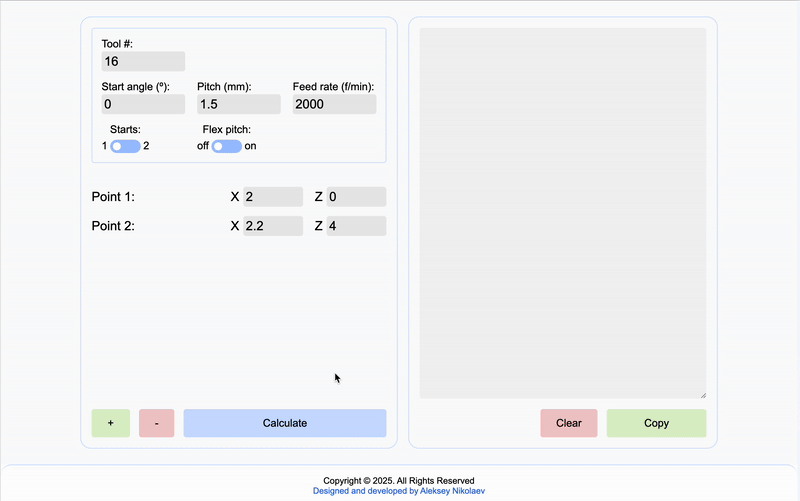 Tool #:
16
Start angle (º): Pitch (mm): Feed rate (f/min):
0 1.5 2000
Starts: Flex pitch:
1 2 off on
Point 1: X 2 Z 0
Point 2: X 2.2 Z 4
+ - Calculate
Clear Copy
Copyright © 2025. All Rights Reserved
Designed and developed by Aleksey Nikolaev